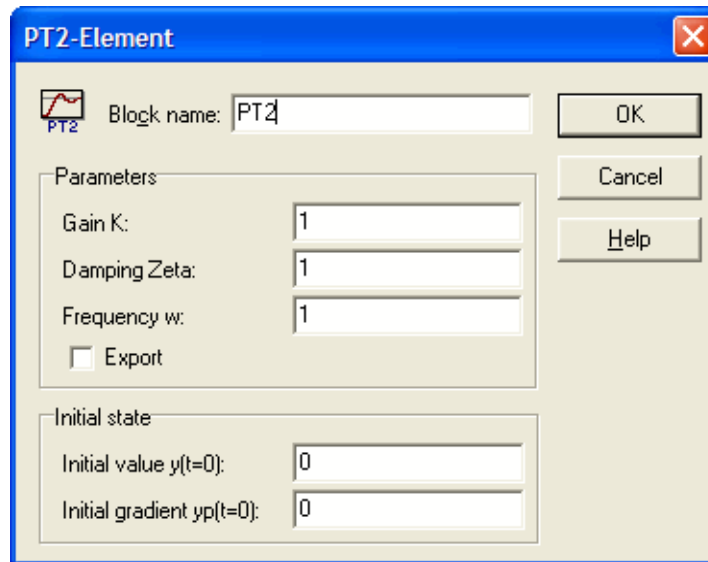 PT2-Element
PT2 Block name: PT2 OK
Parameters Cancel
Gain K: 1 Help
Damping Zeta: 1
Frequency w: 1
Export
Initial state
Initial value y(t=0): 0
Initial gradient yp(t=0): 0